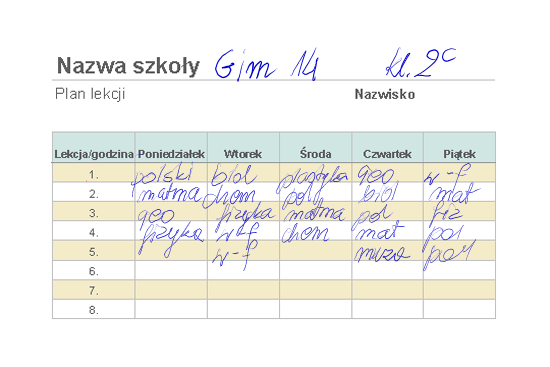 Nazwa szkoły Gim 14 kl. 2c
Plan lekcji Nazwisko
Lekcja/godzina Poniedziałek Wtorek Środa Czwartek Piątek
1. polski biol plastyka geo w-f
2. matma chem pol biol mat
3. geo fizyka matma pol fiz
4. fizyka w-f chem mat pol
5. w-f muza pol
6.
7.
8.